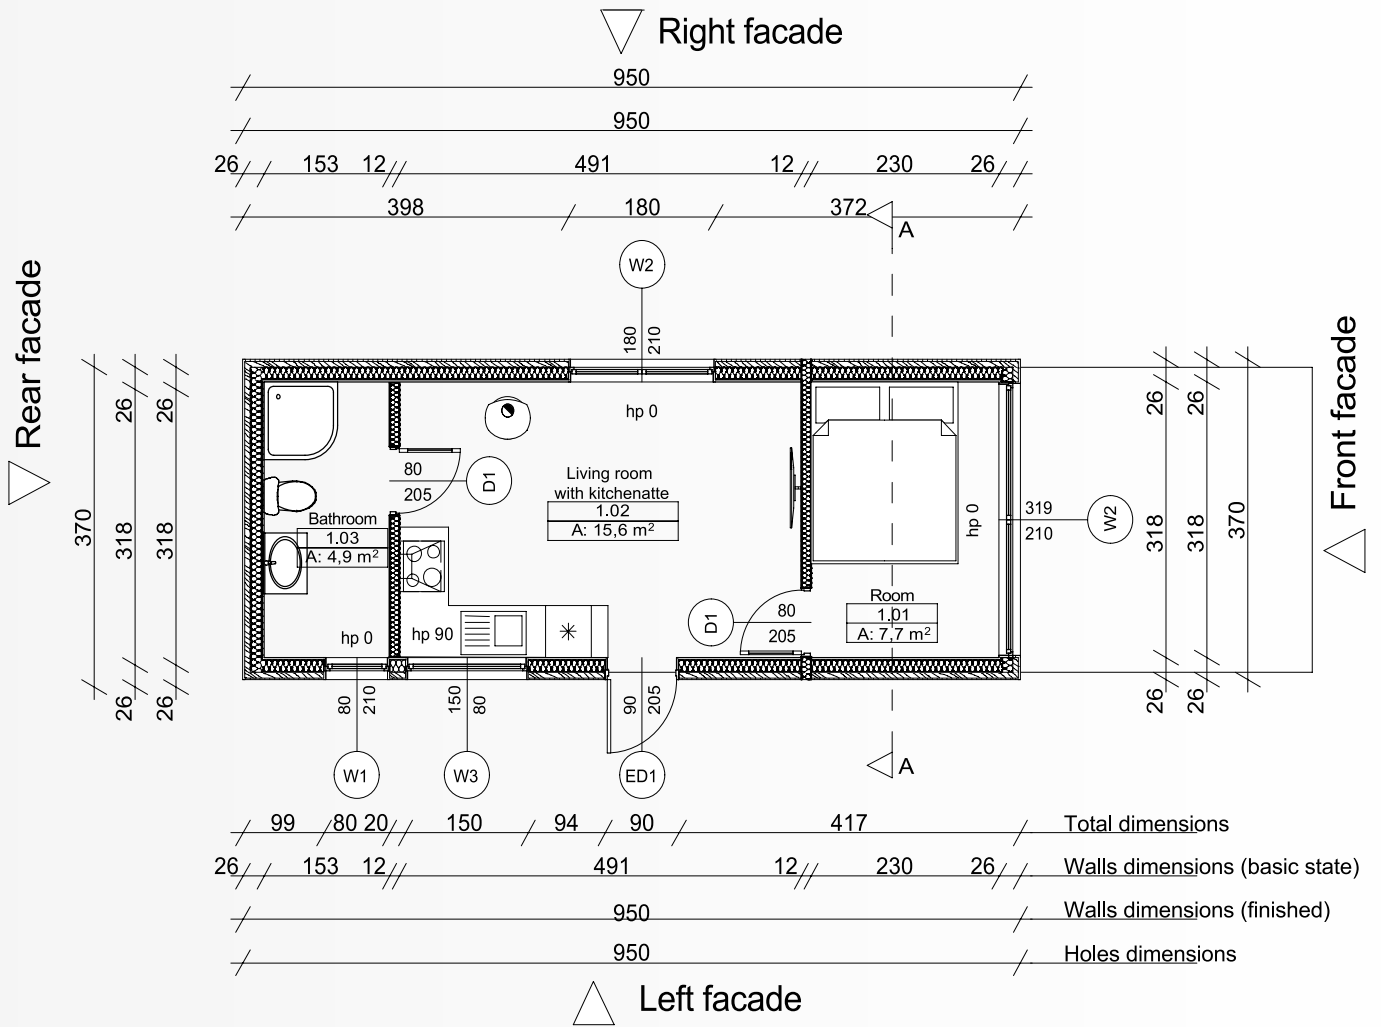 Right facade
950
950
26 153 12 491 12 230 26
398 180 372
A
W2
180
210
Rear facade
370
26
318
26
26
318
26
hp 0
80
205
D1
Living room
with kitchenatte
1.02
A: 15,6 m²
Bathroom
1.03
A: 4,9 m²
hp 0
hp 90
D1
80
205
Room
1.01
A: 7,7 m²
hp 0
319
210
W2
26
318
26
26
318
26
370
Front facade
80
210
150
80
90
205
W1
W3
ED1
A
99 80 20 150 94 90 417 Total dimensions
26 153 12 491 12 230 26 Walls dimensions (basic state)
950 Walls dimensions (finished)
950 Holes dimensions
Left facade